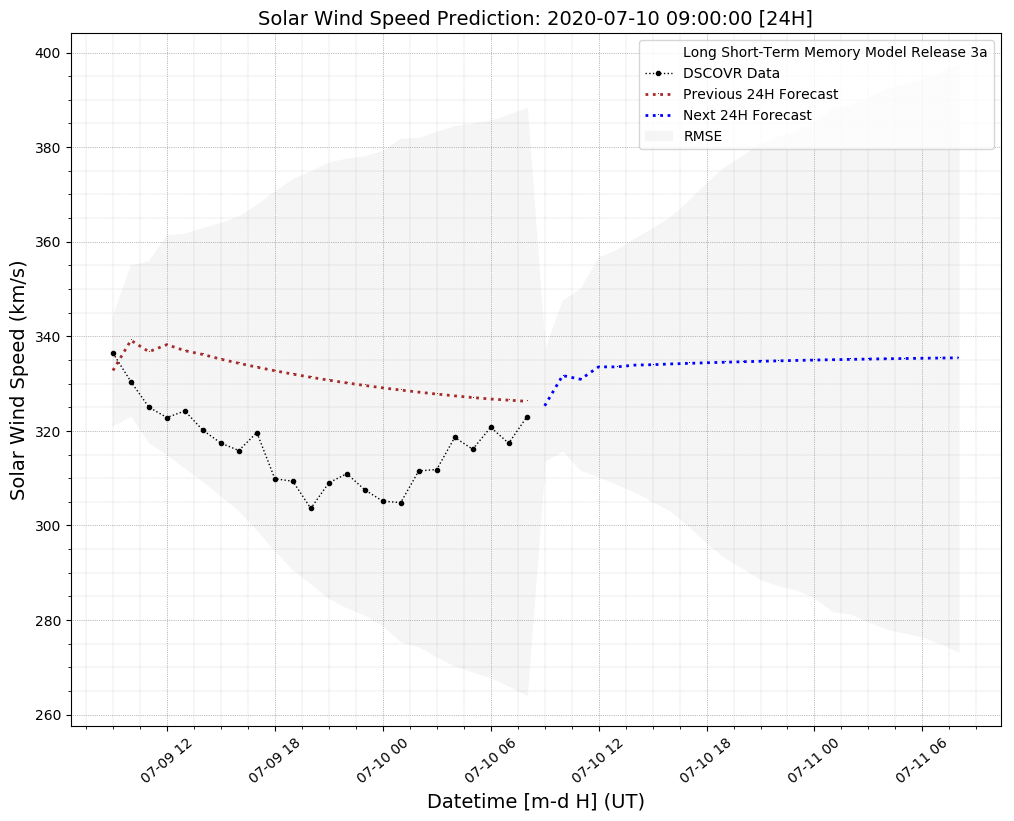 Solar Wind Speed Prediction: 2020-07-10 09:00:00 [24H]
Long Short-Term Memory Model Release 3a
DSCOVR Data
Previous 24H Forecast
Next 24H Forecast
RMSE
Solar Wind Speed (km/s)
400
380
360
340
320
300
280
260
07-09 12
07-09 18
07-10 00
07-10 06
07-10 12
07-10 18
07-11 00
07-11 06
Datetime [m-d H] (UT)